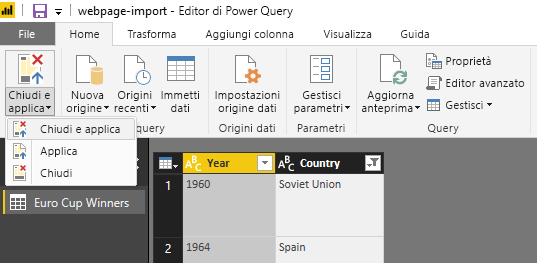 webpage-import - Editor di Power Query
File Home Trasforma Aggiungi colonna Visualizza Guida
Chiudi e applica
Nuova origine
Origini recenti
Immetti dati
Impostazioni origine dati
Gestisci parametri
Aggiorna anteprima
Proprietà
Editor avanzato
Gestisci
Query Origini dati Parametri Query
Chiudi e applica
Applica
Chiudi
Euro Cup Winners
ABC Year ABC Country
1 1960 Soviet Union
2 1964 Spain